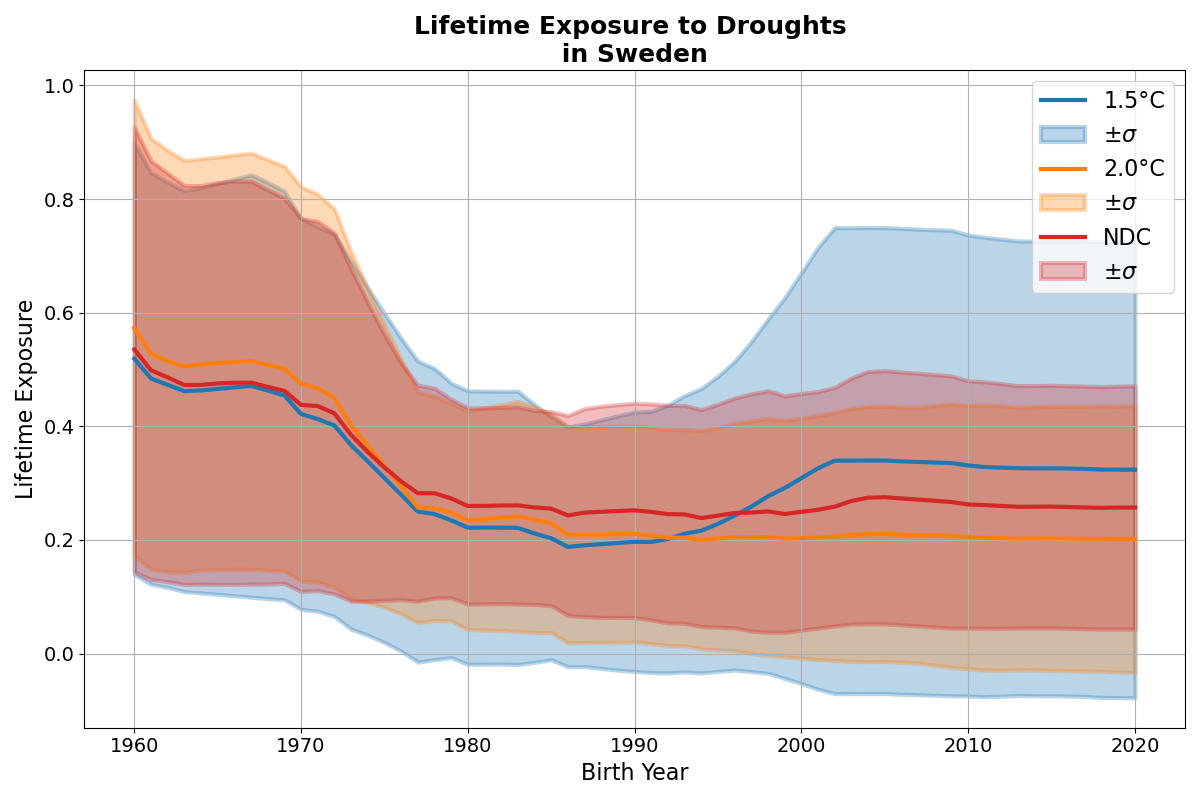 Lifetime Exposure to Droughts
in Sweden
Lifetime Exposure
1.0
0.8
0.6
0.4
0.2
0.0
1.5°C
±σ
2.0°C
±σ
NDC
±σ
1960 1970 1980 1990 2000 2010 2020
Birth Year